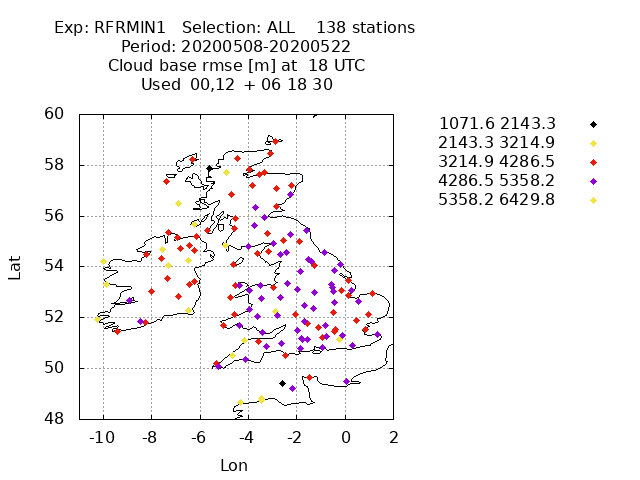 Exp: RFRMIN1 Selection: ALL 138 stations
Period: 20200508-20200522
Cloud base rmse [m] at 18 UTC
Used 00,12 + 06 18 30
1071.6 2143.3
2143.3 3214.9
3214.9 4286.5
4286.5 5358.2
5358.2 6429.8
60
58
56
54
52
50
48
Lat
-10 -8 -6 -4 -2 0 2
Lon